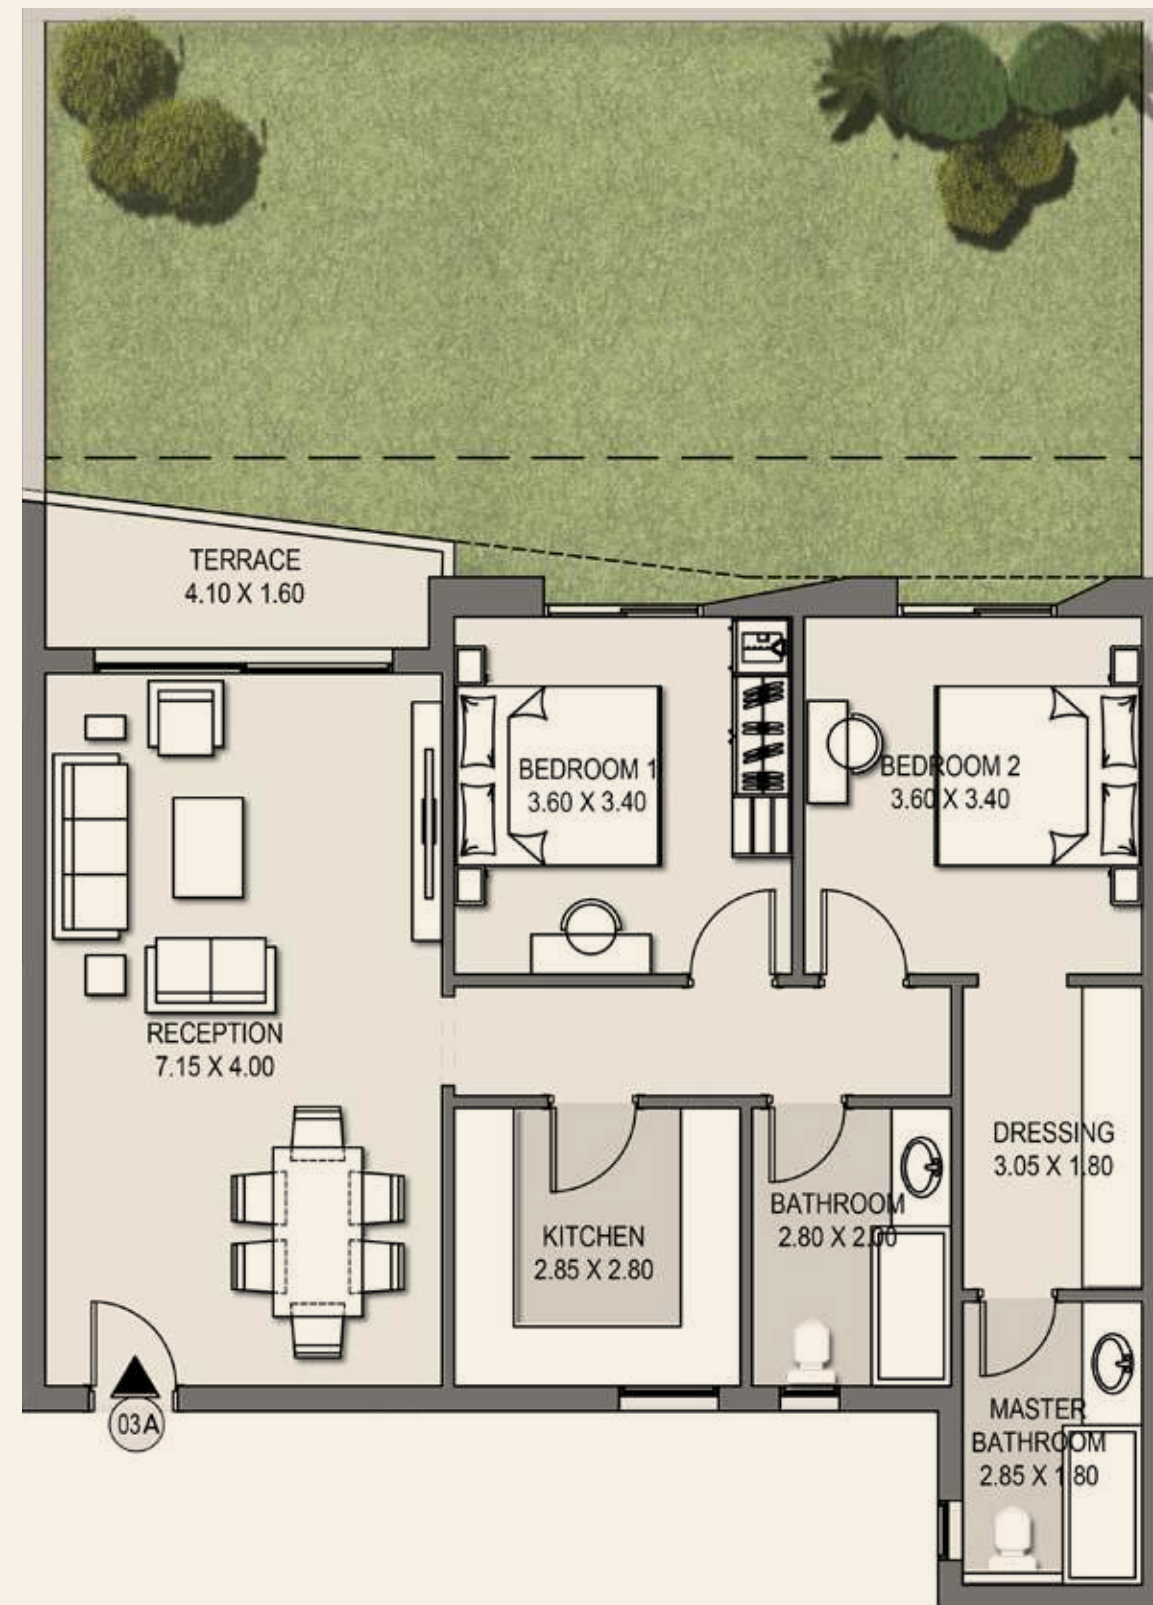 TERRACE
4.10 X 1.60
BEDROOM 1
3.60 X 3.40
BEDROOM 2
3.60 X 3.40
RECEPTION
7.15 X 4.00
DRESSING
3.05 X 1.80
BATHROOM
2.80 X 2.00
KITCHEN
2.85 X 2.80
MASTER
BATHROOM
2.85 X 1.80
03A